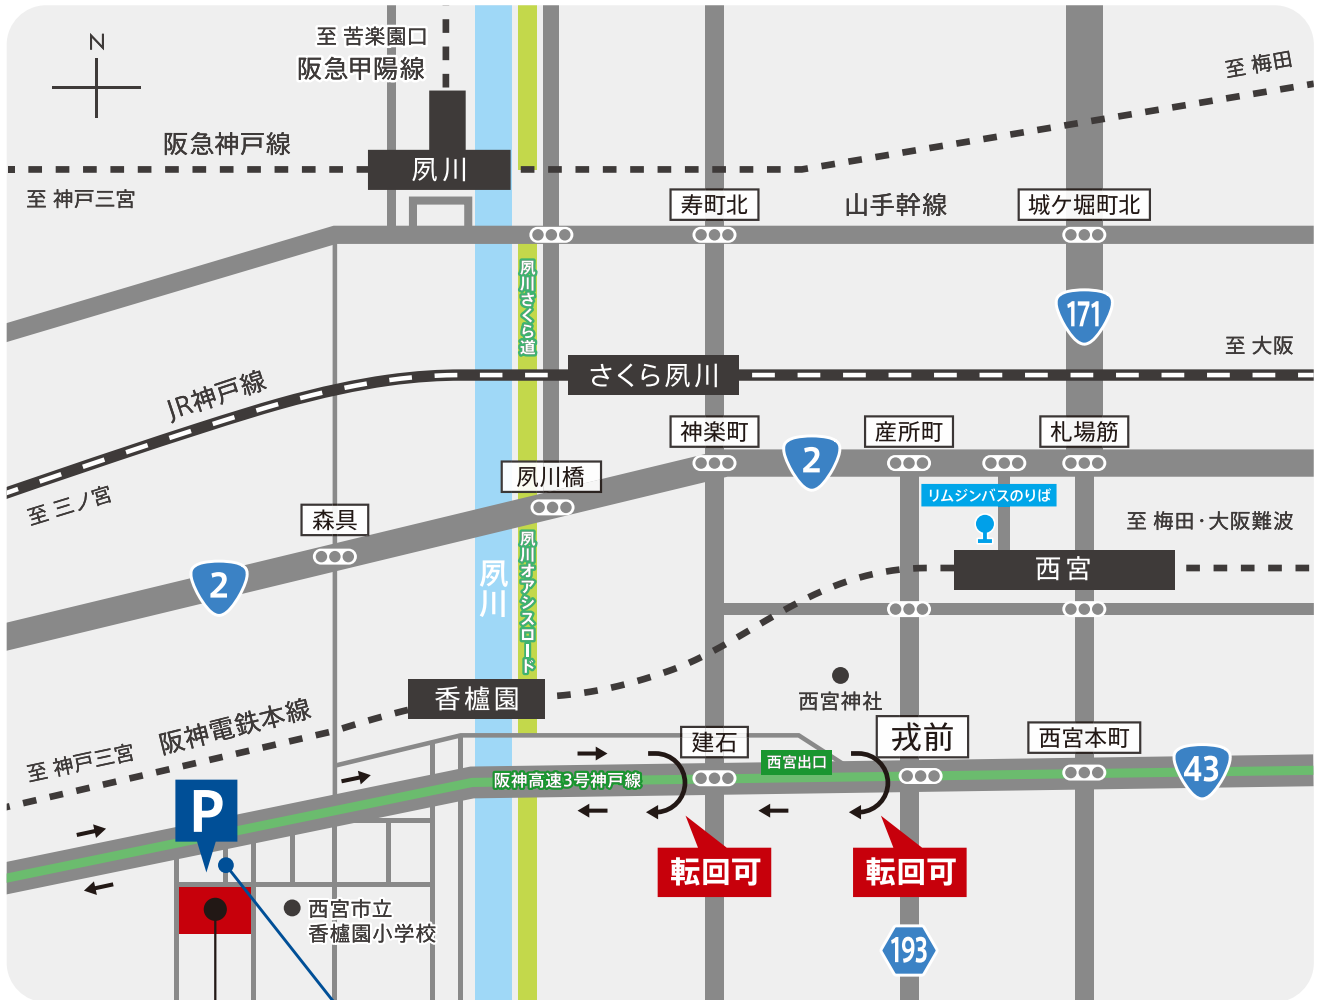 N
至 苦楽園口
阪急甲陽線
至 梅田
阪急神戸線
夙川
至 神戸三宮
寿町北
山手幹線
城ケ堀町北
夙川さくら道
171
至 大阪
さくら夙川
JR神戸線
神楽町
産所町
札場筋
2
夙川橋
リムジンバスのりば
至 三ノ宮
森具
至 梅田・大阪難波
夙川オアシスロード
夙川
西宮
2
西宮神社
香櫨園
阪神電鉄本線
至 神戸三宮
建石
戎前
西宮本町
西宮出口
阪神高速3号神戸線
43
P
転回可
転回可
西宮市立
香櫨園小学校
193